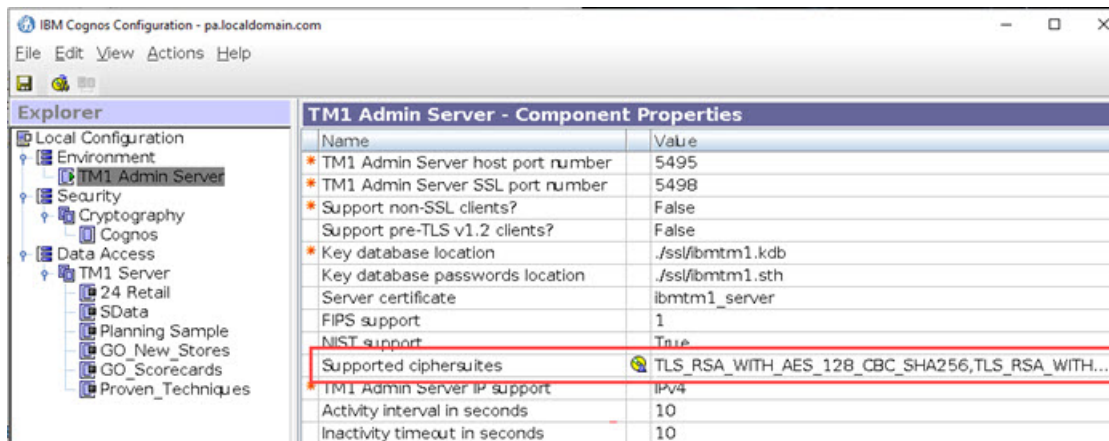 IBM Cognos Configuration - pa.localdomain.com
File Edit View Actions Help
Explorer
Local Configuration
Environment
TM1 Admin Server
Security
Cryptography
Cognos
Data Access
TM1 Server
24 Retail
SData
Planning Sample
GO_New_Stores
GO_Scorecards
Proven_Techniques
TM1 Admin Server - Component Properties
Name Value
* TM1 Admin Server host port number 5495
* TM1 Admin Server SSL port number 5498
* Support non-SSL clients? False
Support pre-TLS v1.2 clients? False
* Key database location ./ssl/ibmtm1.kdb
Key database passwords location ./ssl/ibmtm1.sth
Server certificate ibmtm1_server
FIPS support 1
NIST support True
Supported ciphersuites TLS_RSA_WITH_AES_128_CBC_SHA256,TLS_RSA_WITH...
* TM1 Admin Server IP support IPv4
Activity interval in seconds 10
Inactivity timeout in seconds 10